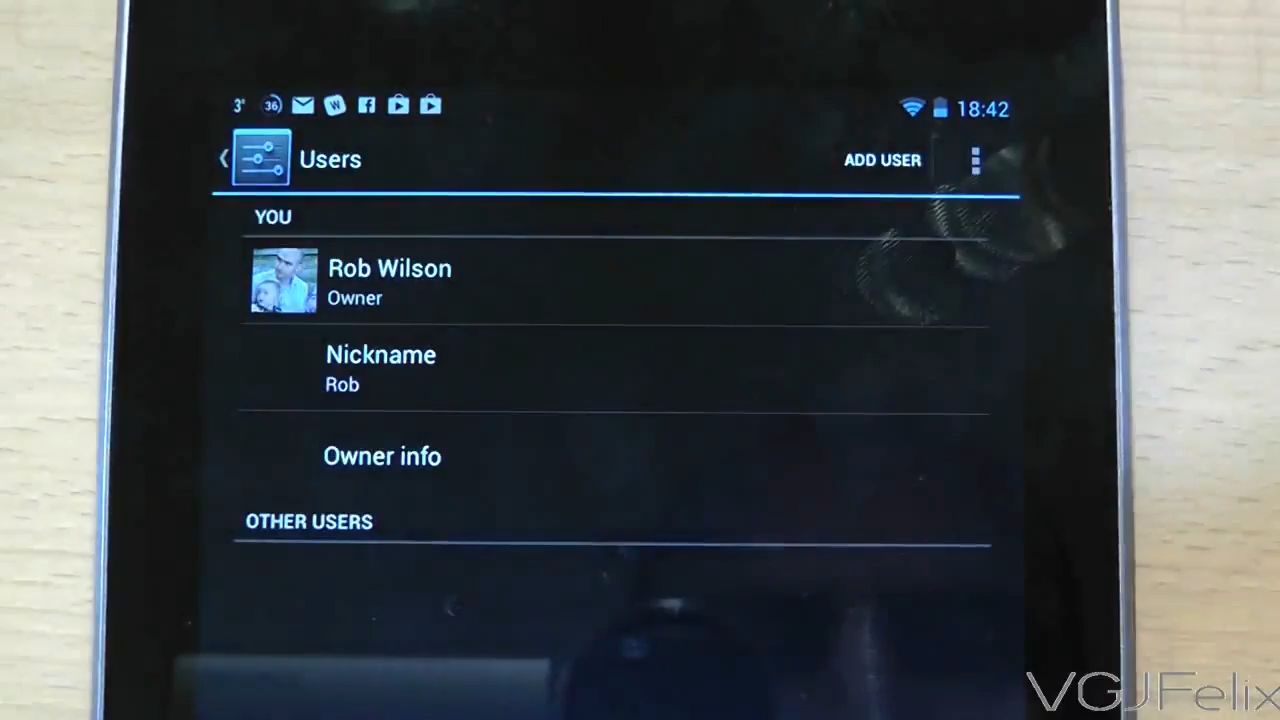 3° 36 W f 18:42
Users ADD USER
YOU
Rob Wilson
Owner
Nickname
Rob
Owner info
OTHER USERS
VGJFelix